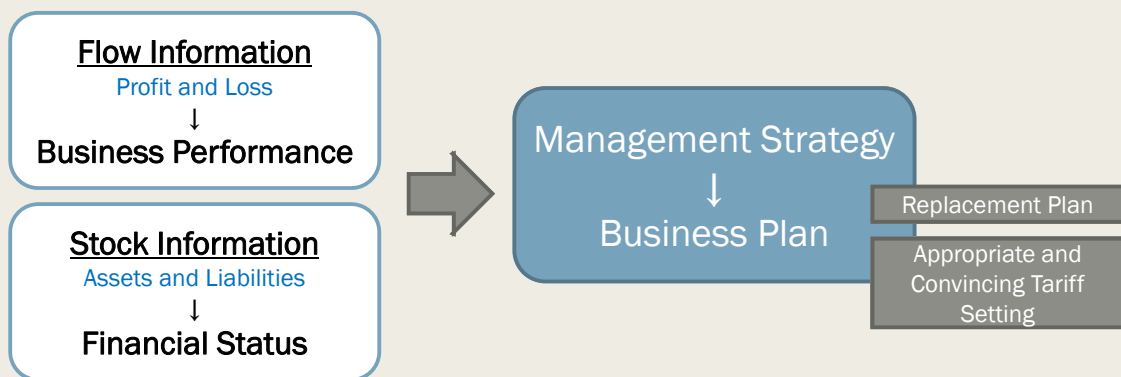 Flow Information
Profit and Loss
↓
Business Performance
Stock Information
Assets and Liabilities
↓
Financial Status
Management Strategy
↓
Business Plan
Replacement Plan
Appropriate and
Convincing Tariff
Setting